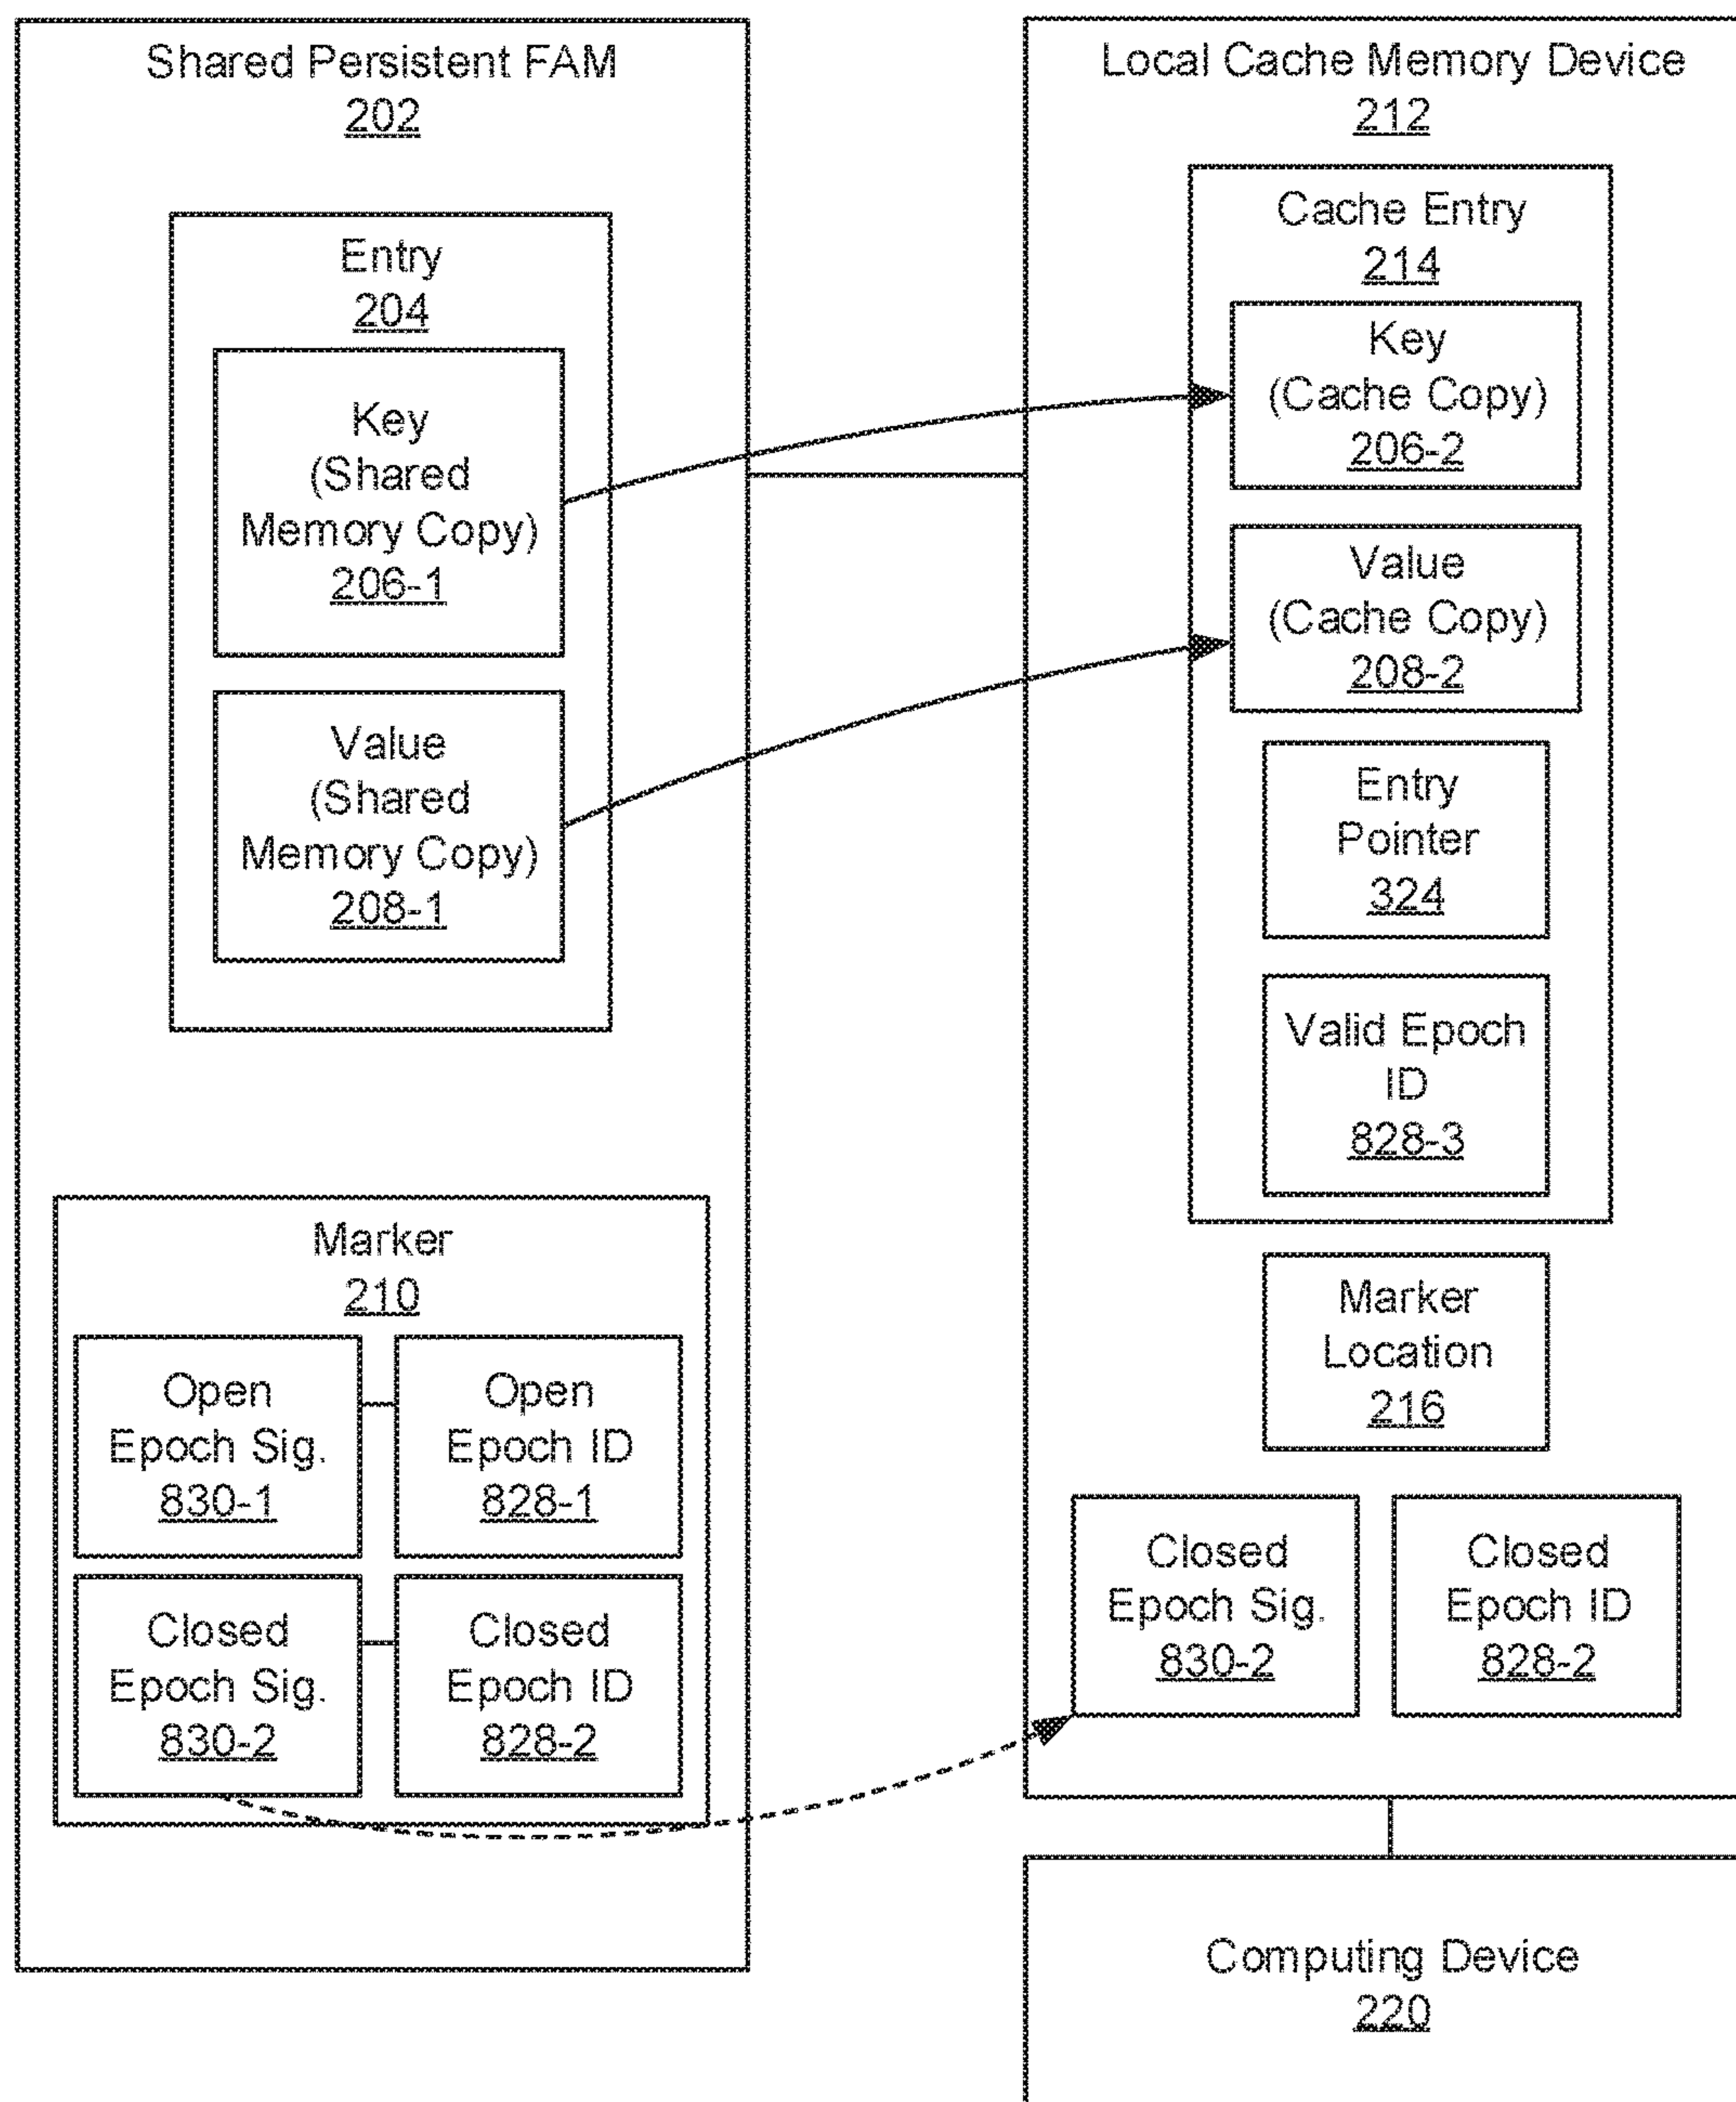 Shared Persistent FAM
202
Entry
204
Key
(Shared
Memory Copy)
206-1
Value
(Shared
Memory Copy)
208-1
Marker
210
Open
Epoch Sig.
830-1
Open
Epoch ID
828-1
Closed
Epoch Sig.
830-2
Closed
Epoch ID
828-2
Local Cache Memory Device
212
Cache Entry
214
Key
(Cache Copy)
206-2
Value
(Cache Copy)
208-2
Entry
Pointer
324
Valid Epoch
ID
828-3
Marker
Location
216
Closed
Epoch Sig.
830-2
Closed
Epoch ID
828-2
Computing Device
220